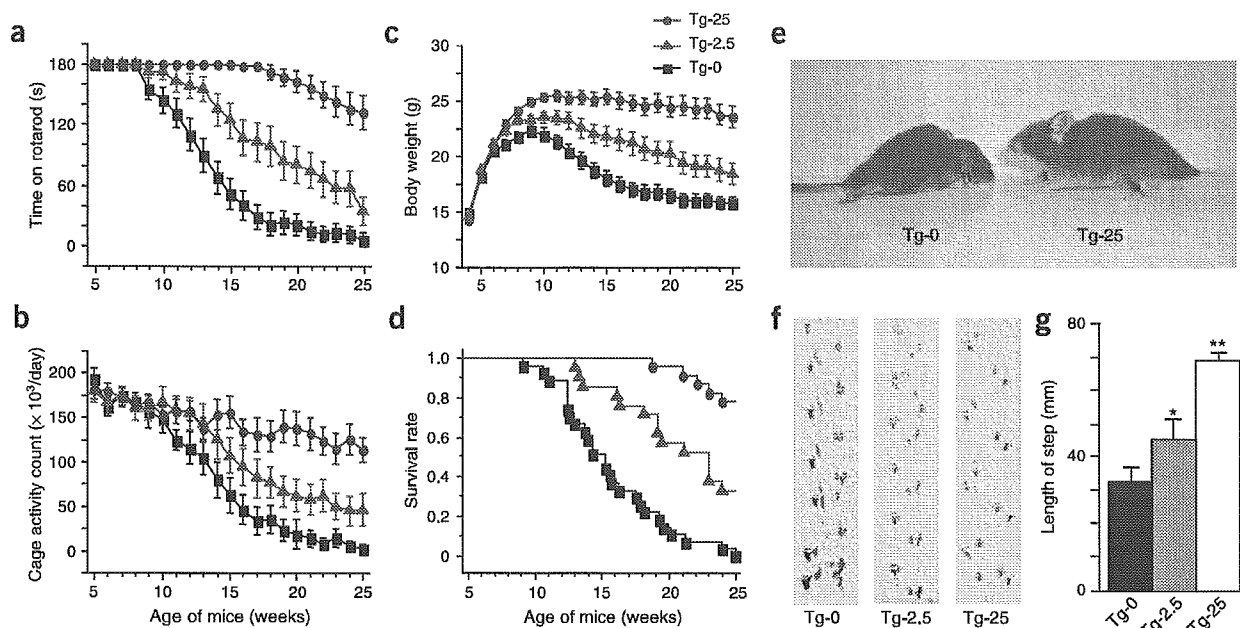 a
Time on rotarod (s)
180
120
60
0
5 10 15 20 25
b
Cage activity count (× 10³/day)
200
150
100
50
0
5 10 15 20 25
Age of mice (weeks)
c
Tg-25
Tg-2.5
Tg-0
Body weight (g)
30
25
20
15
10
5 10 15 20 25
d
Survival rate
1.0
0.8
0.6
0.4
0.2
0
5 10 15 20 25
Age of mice (weeks)
e
Tg-0 Tg-25
f
Tg-0 Tg-2.5 Tg-25
g
Length of step (mm)
80
40
0
*
**
Tg-0
Tg-2.5
Tg-25